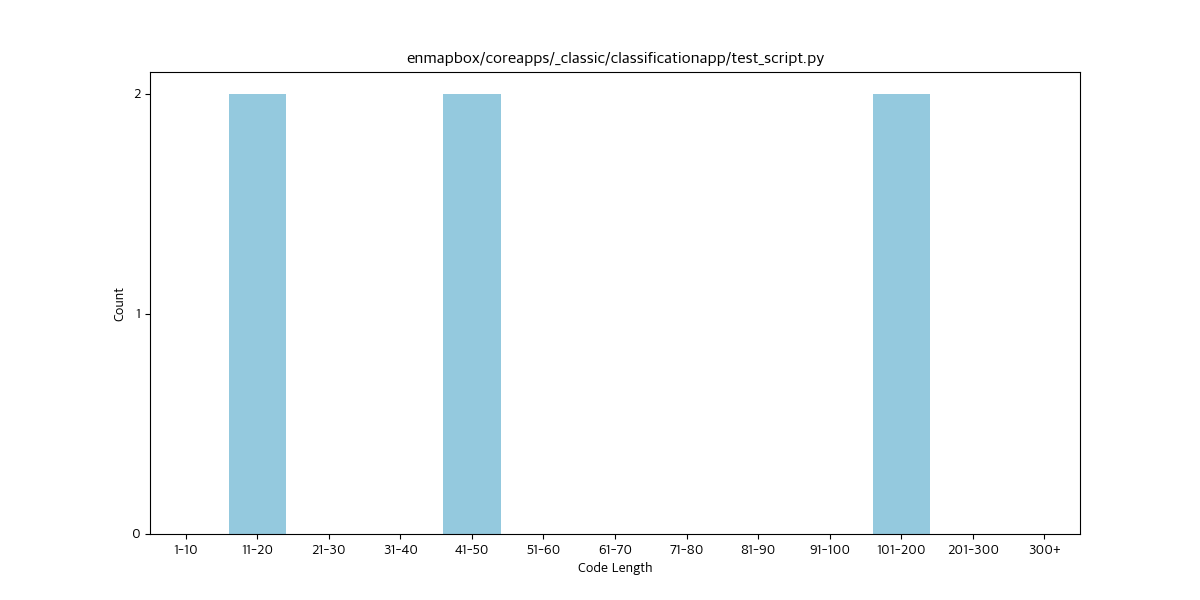 enmapbox/coreapps/_classic/classificationapp/test_script.py
2
1
0
Count
1-10 11-20 21-30 31-40 41-50 51-60 61-70 71-80 81-90 91-100 101-200 201-300 300+
Code Length